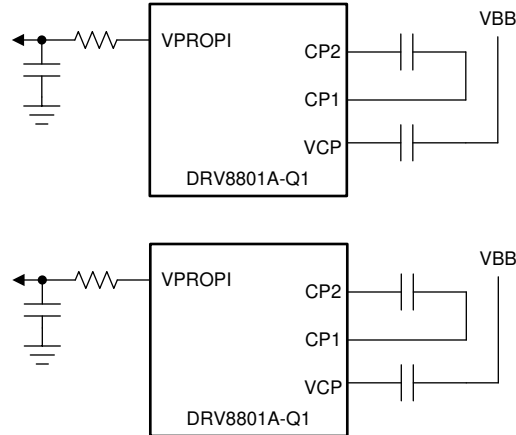 VBB
VPROPI
CP2
CP1
VCP
DRV8801A-Q1
VBB
VPROPI
CP2
CP1
VCP
DRV8801A-Q1